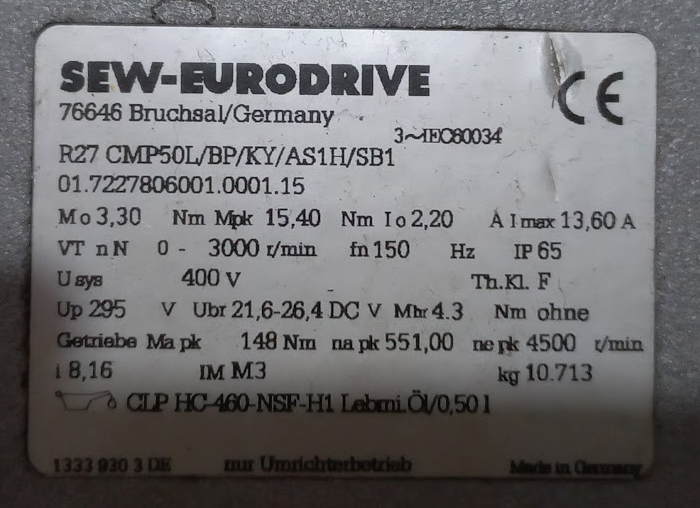 SEW-EURODRIVE
CE
76646 Bruchsal/Germany
3~IEC60034
R27 CMP50L/BP/KY/AS1H/SB1
01.7227806001.0001.15
Mo 3,30 Nm Mpk 15,40 Nm Io 2,20 A Imax 13,60 A
VT nN 0 - 3000 r/min fn 150 Hz IP 65
Usys 400 V Th.Kl. F
Up 295 V Ubr 21,6-26,4 DC V Mbr 4.3 Nm ohne
Getriebe Ma pk 148 Nm na pk 551,00 ne pk 4500 r/min
i 8,16 IM M3 kg 10.713
CLP HC-460-NSF-H1 Lebmi.Öl/0,50 l
1333 930 3 DE nur Umrichterbetrieb Made in Germany